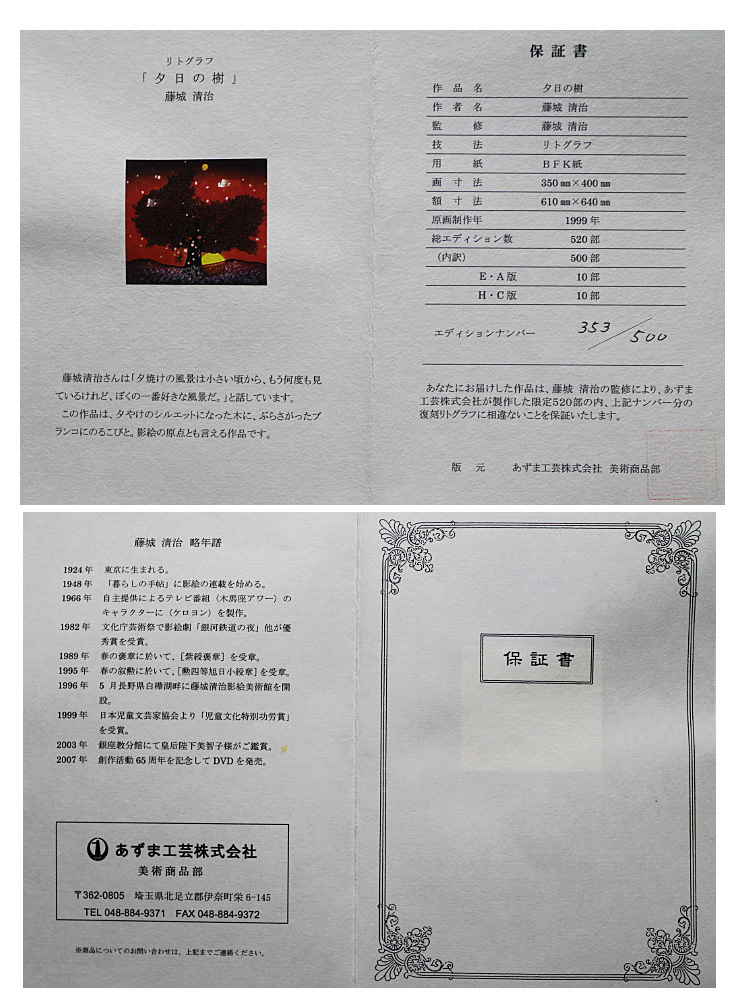 リトグラフ
「夕日の樹」
藤城 清治
藤城清治さんは「夕焼けの風景は小さい頃から、もう何度も見
ているけれど、ぼくの一番好きな風景だ。」と話しています。
この作品は、夕やけのシルエットになった木に、ぶらさがったブ
ランコにのるこびと。影絵の原点とも言える作品です。
保証書
作品名 夕日の樹
作者名 藤城 清治
監修 藤城 清治
技法 リトグラフ
用紙 BFK紙
画寸法 350㎜×400㎜
額寸法 610㎜×640㎜
原画制作年 1999年
総エディション数 520部
(内訳) 500部
E・A版 10部
H・C版 10部
エディションナンバー 353/500
あなたにお届けした作品は、藤城 清治の監修により、あずま
工芸株式会社が製作した限定520部の内、上記ナンバー分の
復刻リトグラフに相違ないことを保証いたします。
版元 あずま工芸株式会社 美術商品部
藤城 清治 略年譜
1924年 東京に生まれる。
1948年 「暮らしの手帖」に影絵の連載を始める。
1966年 自主提供によるテレビ番組〈木馬座アワー〉の
キャラクターに〈ケロヨン〉を製作。
1982年 文化庁芸術祭で影絵劇「銀河鉄道の夜」他が優
秀賞を受賞。
1989年 春の褒章に於いて、[紫綬褒章]を受章。
1995年 春の叙勲に於いて、[勲四等旭日小綬章]を受章。
1996年 5月長野県白樺湖畔に藤城清治影絵美術館を開
設。
1999年 日本児童文芸家協会より「児童文化特別功労賞」
を受賞。
2003年 銀座教分館にて皇后陛下美智子様がご鑑賞。
2007年 創作活動65周年を記念してDVDを発売。
あずま工芸株式会社
美術商品部
〒362-0805 埼玉県北足立郡伊奈町栄6-145
TEL 048-884-9371 FAX 048-884-9372
※商品についてのお問い合わせは、上記までご連絡ください。
保証書